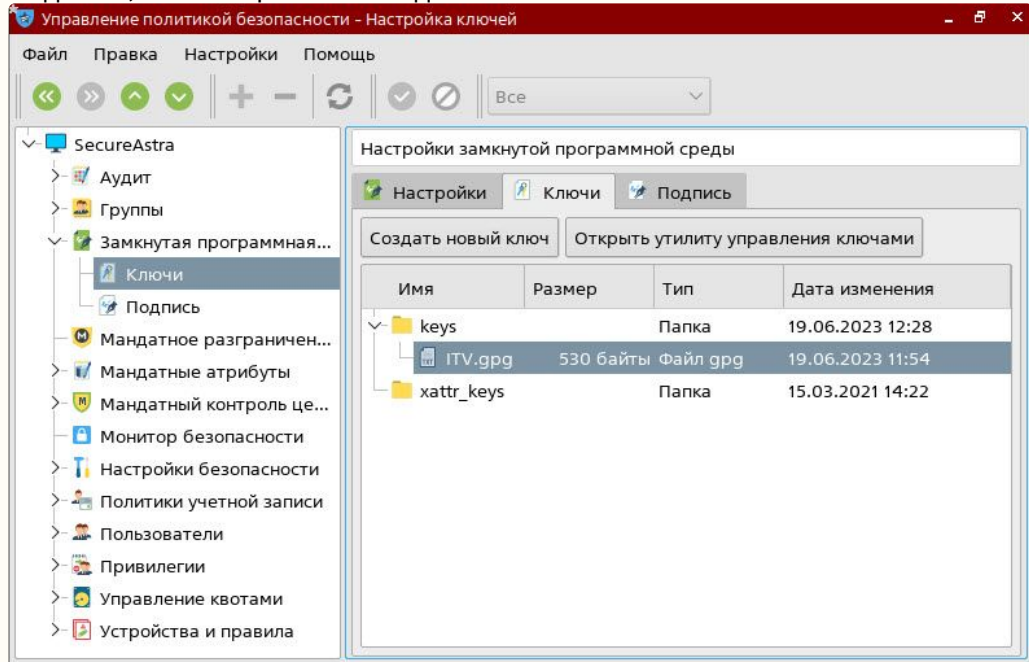 Управление политикой безопасности - Настройка ключей
Файл Правка Настройки Помощь
Все
SecureAstra
Аудит
Группы
Замкнутая программная...
Ключи
Подпись
Мандатное разграничен...
Мандатные атрибуты
Мандатный контроль це...
Монитор безопасности
Настройки безопасности
Политики учетной записи
Пользователи
Привилегии
Управление квотами
Устройства и правила
Настройки замкнутой программной среды
Настройки Ключи Подпись
Создать новый ключ Открыть утилиту управления ключами
Имя Размер Тип Дата изменения
keys Папка 19.06.2023 12:28
ITV.gpg 530 байты Файл gpg 19.06.2023 11:54
xattr_keys Папка 15.03.2021 14:22